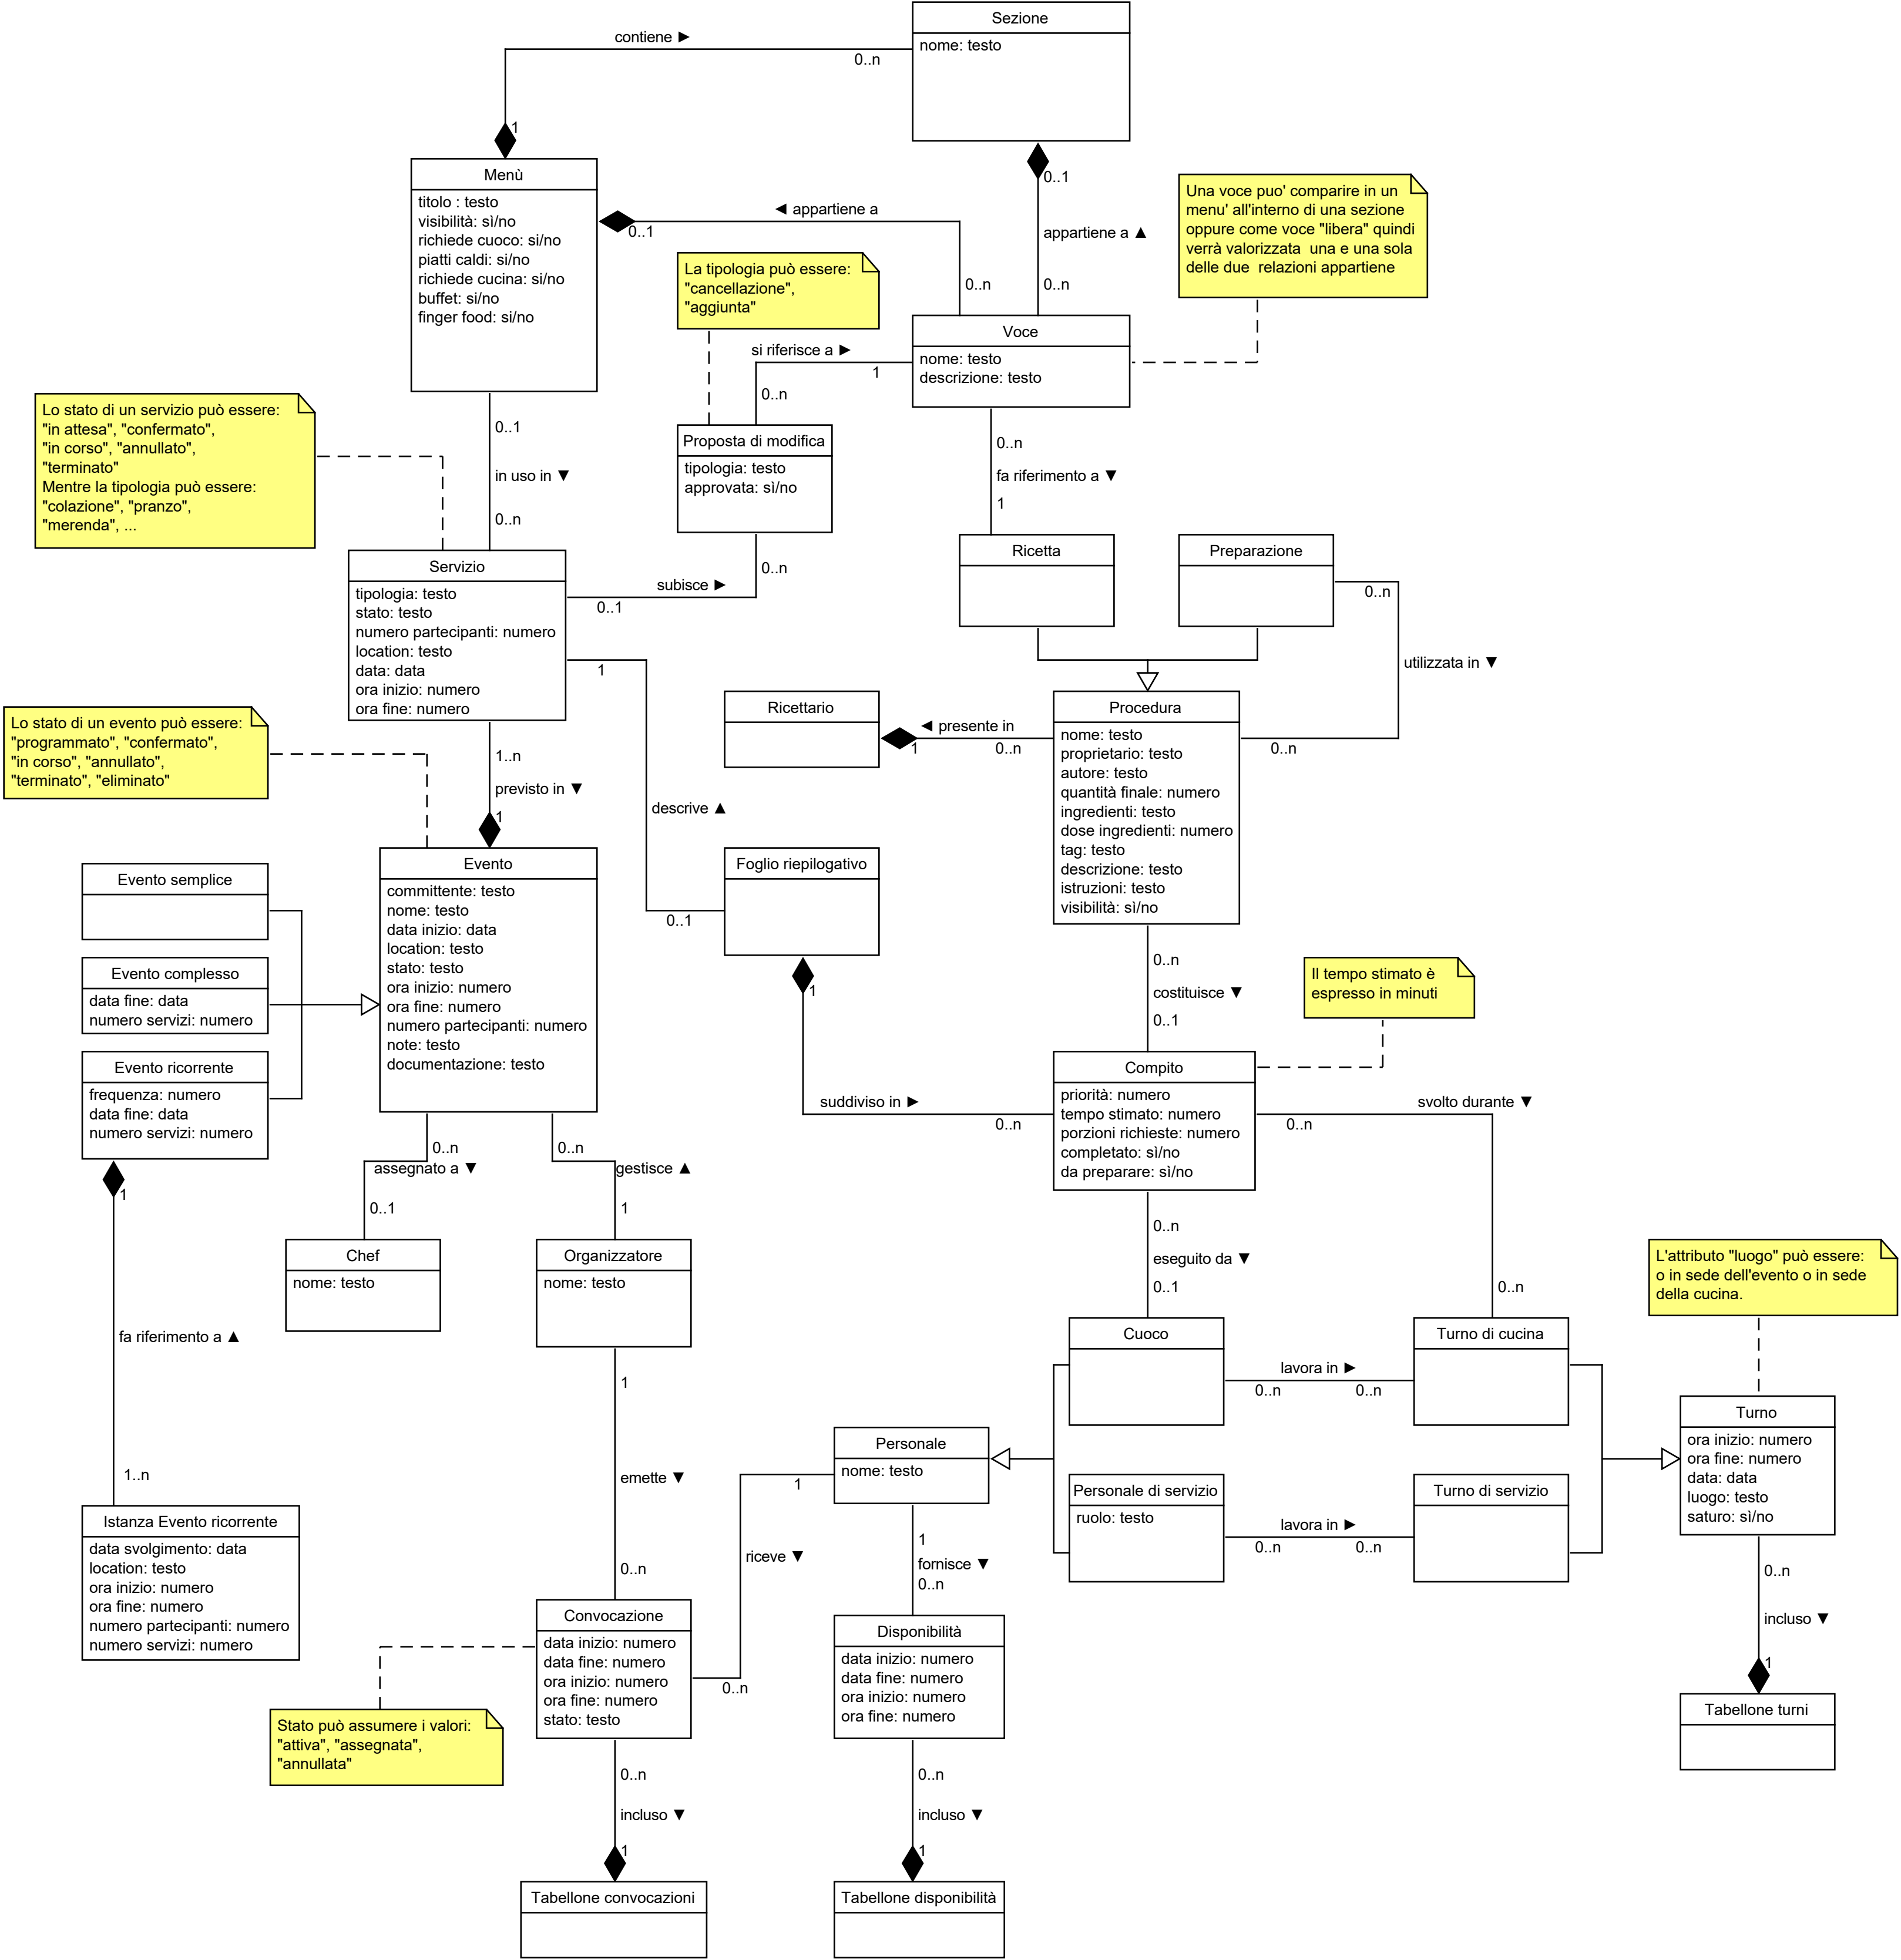 Sezione
nome: testo
contiene ►
0..n
1
Menù
titolo : testo
visibilità: sì/no
richiede cuoco: si/no
piatti caldi: si/no
richiede cucina: si/no
buffet: si/no
finger food: si/no
◄ appartiene a
0..1
0..n
0..1
appartiene a ▲
0..n
Una voce puo' comparire in un
menu' all'interno di una sezione
oppure come voce "libera" quindi
verrà valorizzata  una e una sola
delle due  relazioni appartiene
La tipologia può essere:
"cancellazione",
"aggiunta"
Voce
nome: testo
descrizione: testo
si riferisce a ►
1
0..n
Lo stato di un servizio può essere:
"in attesa", "confermato",
"in corso", "annullato",
"terminato"
Mentre la tipologia può essere:
"colazione", "pranzo",
"merenda", ...
0..1
in uso in ▼
0..n
Proposta di modifica
tipologia: testo
approvata: sì/no
0..n
fa riferimento a ▼
1
Servizio
tipologia: testo
stato: testo
numero partecipanti: numero
location: testo
data: data
ora inizio: numero
ora fine: numero
subisce ►
0..1
0..n
Ricetta
Preparazione
0..n
utilizzata in ▼
0..n
1
descrive ▲
0..1
Ricettario
◄ presente in
1
0..n
Procedura
nome: testo
proprietario: testo
autore: testo
quantità finale: numero
ingredienti: testo
dose ingredienti: numero
tag: testo
descrizione: testo
istruzioni: testo
visibilità: sì/no
Lo stato di un evento può essere:
"programmato", "confermato",
"in corso", "annullato",
"terminato", "eliminato"
1..n
previsto in ▼
1
Evento semplice
Evento complesso
data fine: data
numero servizi: numero
Evento ricorrente
frequenza: numero
data fine: data
numero servizi: numero
Evento
committente: testo
nome: testo
data inizio: data
location: testo
stato: testo
ora inizio: numero
ora fine: numero
numero partecipanti: numero
note: testo
documentazione: testo
Foglio riepilogativo
1
suddiviso in ►
0..n
0..n
costituisce ▼
0..1
Il tempo stimato è
espresso in minuti
Compito
priorità: numero
tempo stimato: numero
porzioni richieste: numero
completato: sì/no
da preparare: sì/no
svolto durante ▼
0..n
0..n
0..n
assegnato a ▼
0..1
0..n
gestisce ▲
1
Chef
nome: testo
Organizzatore
nome: testo
1
fa riferimento a ▲
1..n
0..n
eseguito da ▼
0..1
L'attributo "luogo" può essere:
o in sede dell'evento o in sede
della cucina.
Cuoco
lavora in ►
0..n
0..n
Turno di cucina
Personale di servizio
ruolo: testo
lavora in ►
0..n
0..n
Turno di servizio
Turno
ora inizio: numero
ora fine: numero
data: data
luogo: testo
saturo: sì/no
Personale
nome: testo
1
emette ▼
0..n
1
riceve ▼
0..n
1
fornisce ▼
0..n
0..n
incluso ▼
1
Tabellone turni
Istanza Evento ricorrente
data svolgimento: data
location: testo
ora inizio: numero
ora fine: numero
numero partecipanti: numero
numero servizi: numero
Convocazione
data inizio: numero
data fine: numero
ora inizio: numero
ora fine: numero
stato: testo
Disponibilità
data inizio: numero
data fine: numero
ora inizio: numero
ora fine: numero
Stato può assumere i valori:
"attiva", "assegnata",
"annullata"
0..n
incluso ▼
1
0..n
incluso ▼
1
Tabellone convocazioni
Tabellone disponibilità